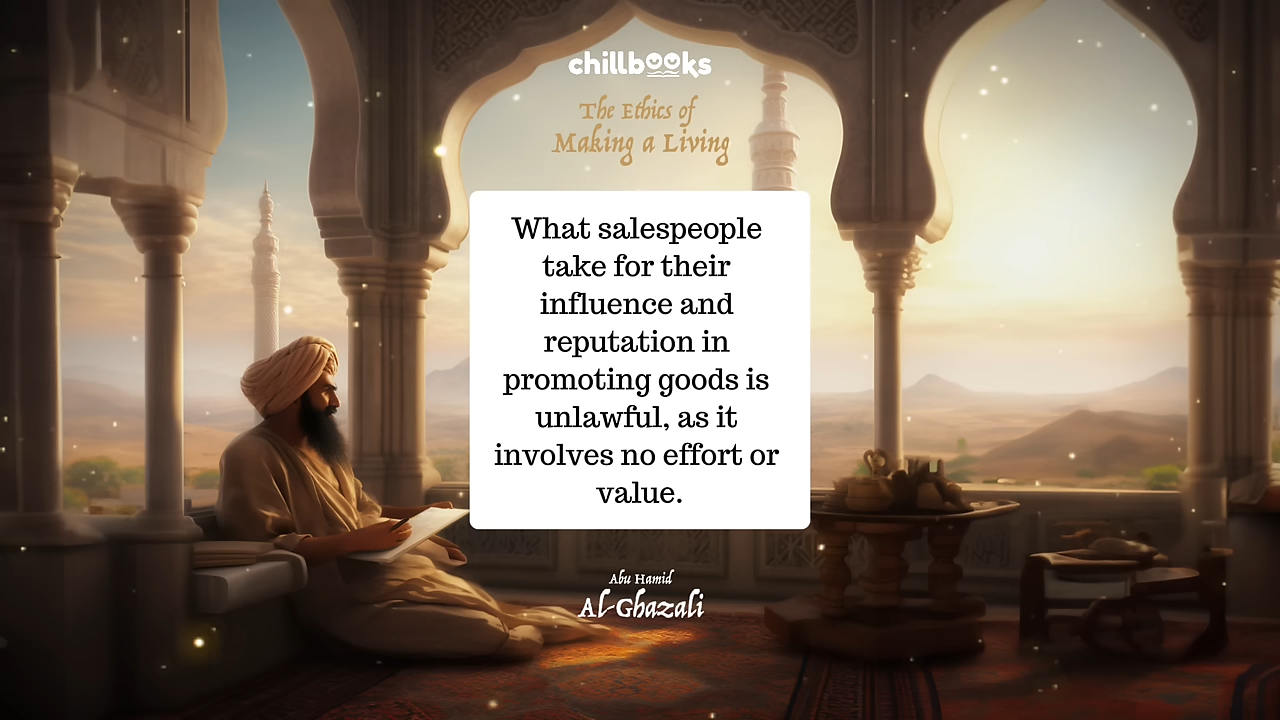 chillbooks
The Ethics of
Making a Living
What salespeople
take for their
influence and
reputation in
promoting goods is
unlawful, as it
involves no effort or
value.
Abu Hamid
Al-Ghazali